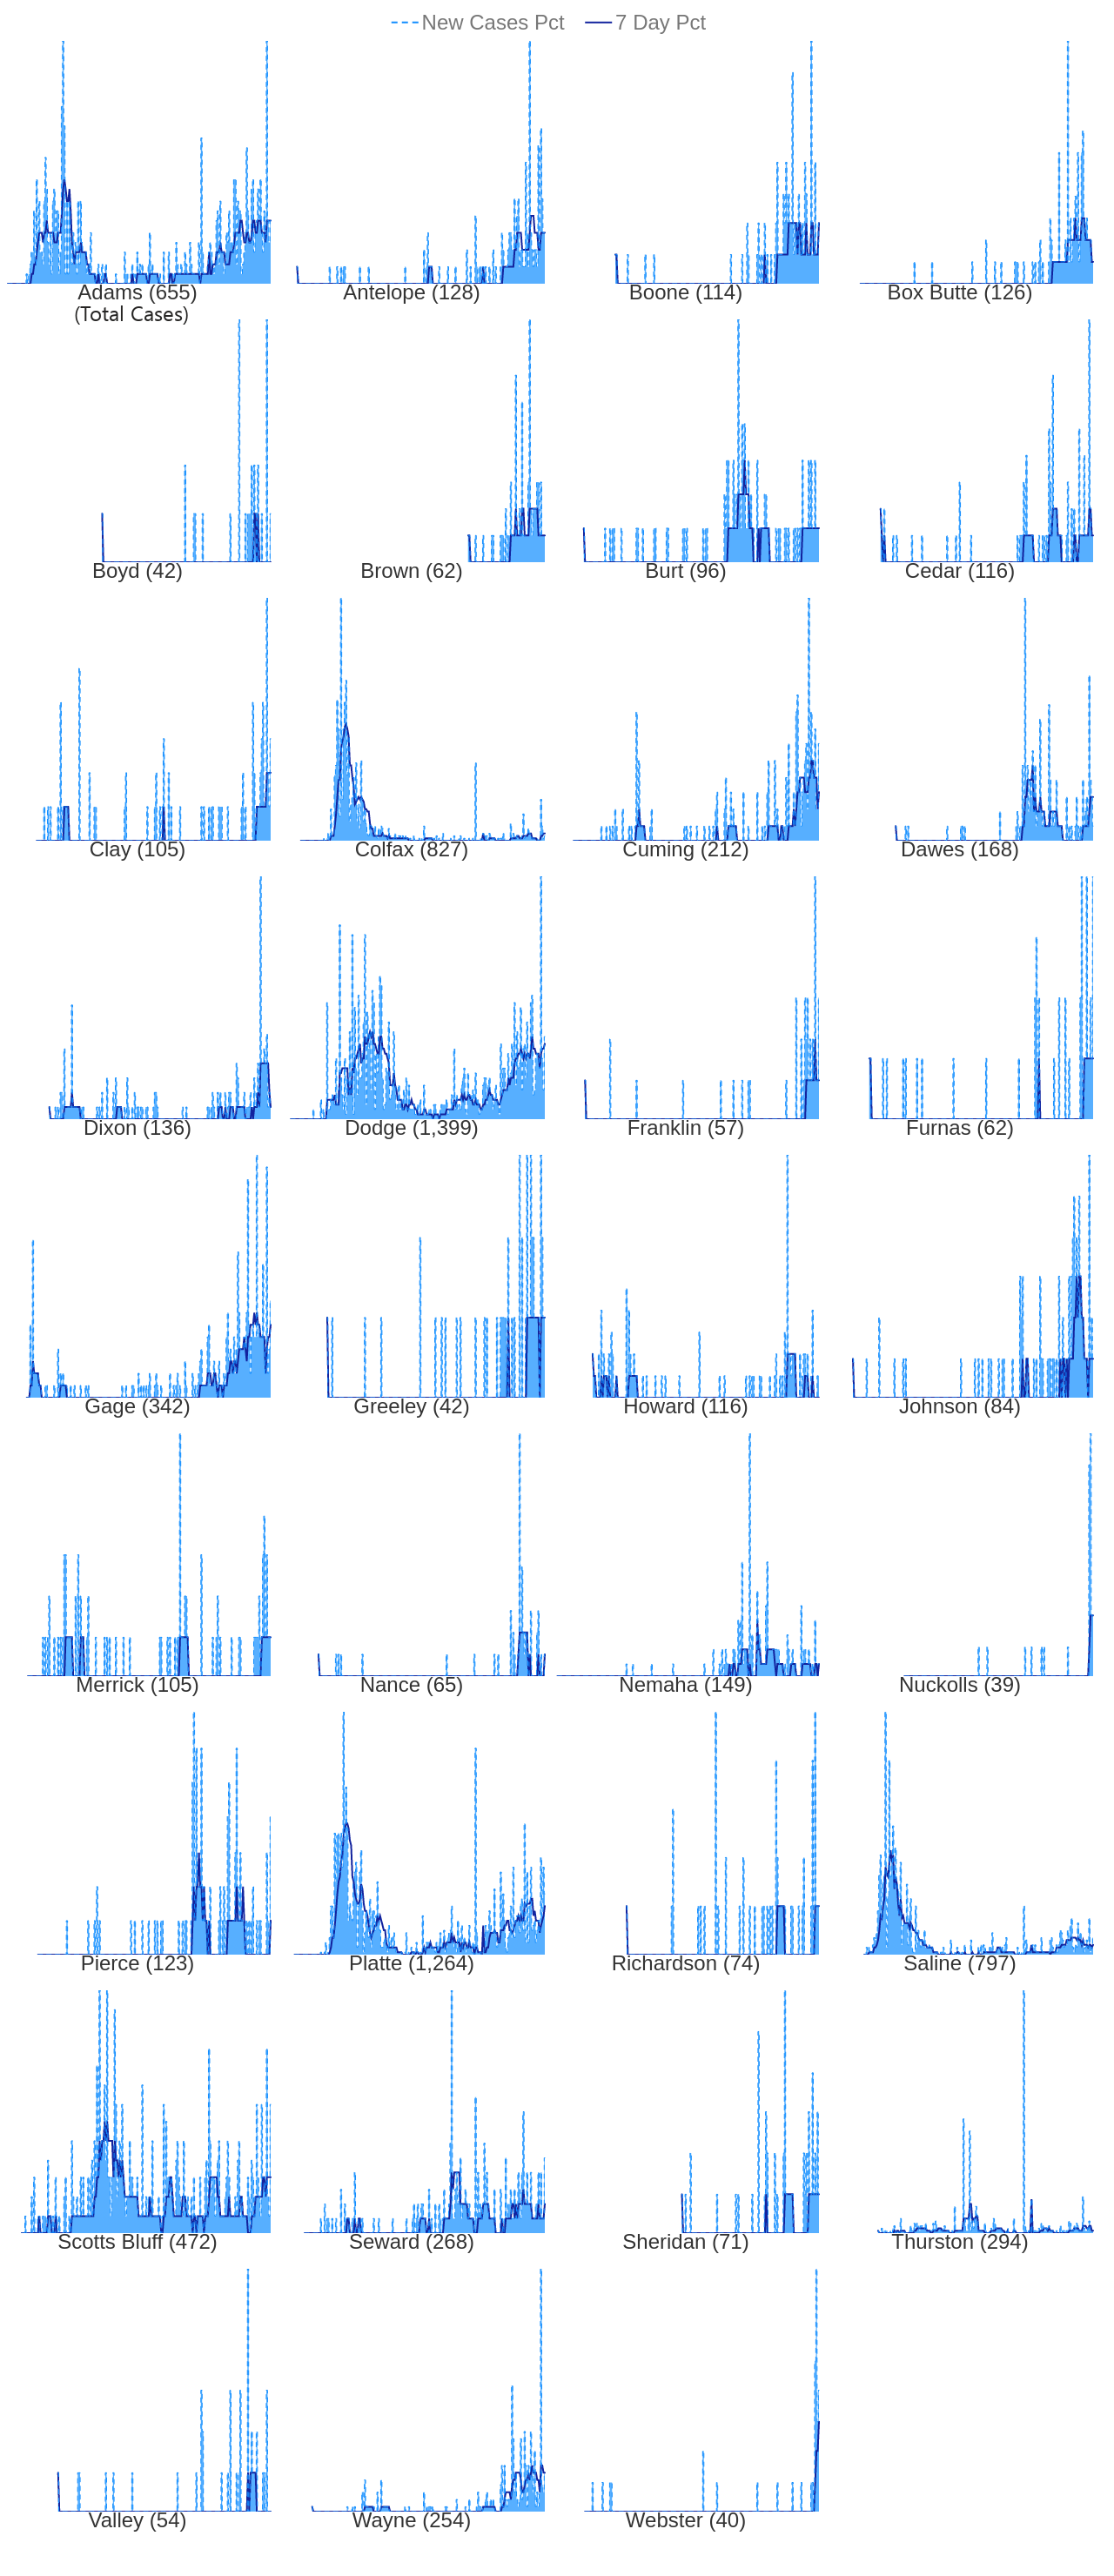 New Cases Pct 7 Day Pct
Adams (655) Antelope (128) Boone (114) Box Butte (126)
(Total Cases)
Boyd (42) Brown (62) Burt (96) Cedar (116)
Clay (105) Colfax (827) Cuming (212) Dawes (168)
Dixon (136) Dodge (1,399) Franklin (57) Furnas (62)
Gage (342) Greeley (42) Howard (116) Johnson (84)
Merrick (105) Nance (65) Nemaha (149) Nuckolls (39)
Pierce (123) Platte (1,264) Richardson (74) Saline (797)
Scotts Bluff (472) Seward (268) Sheridan (71) Thurston (294)
Valley (54) Wayne (254) Webster (40)